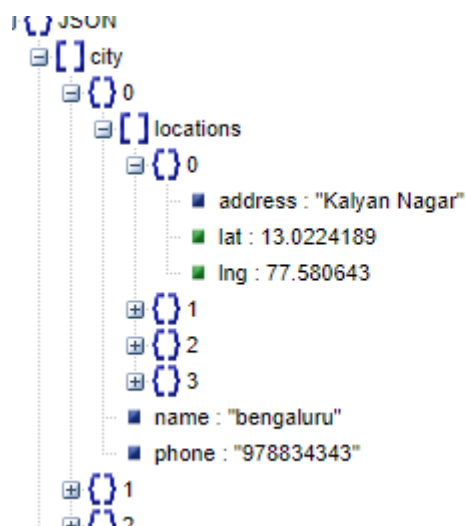 {} JSON
[ ] city
{} 0
[ ] locations
{} 0
address : "Kalyan Nagar"
lat : 13.0224189
lng : 77.580643
{} 1
{} 2
{} 3
name : "bengaluru"
phone : "978834343"
{} 1
{} 2